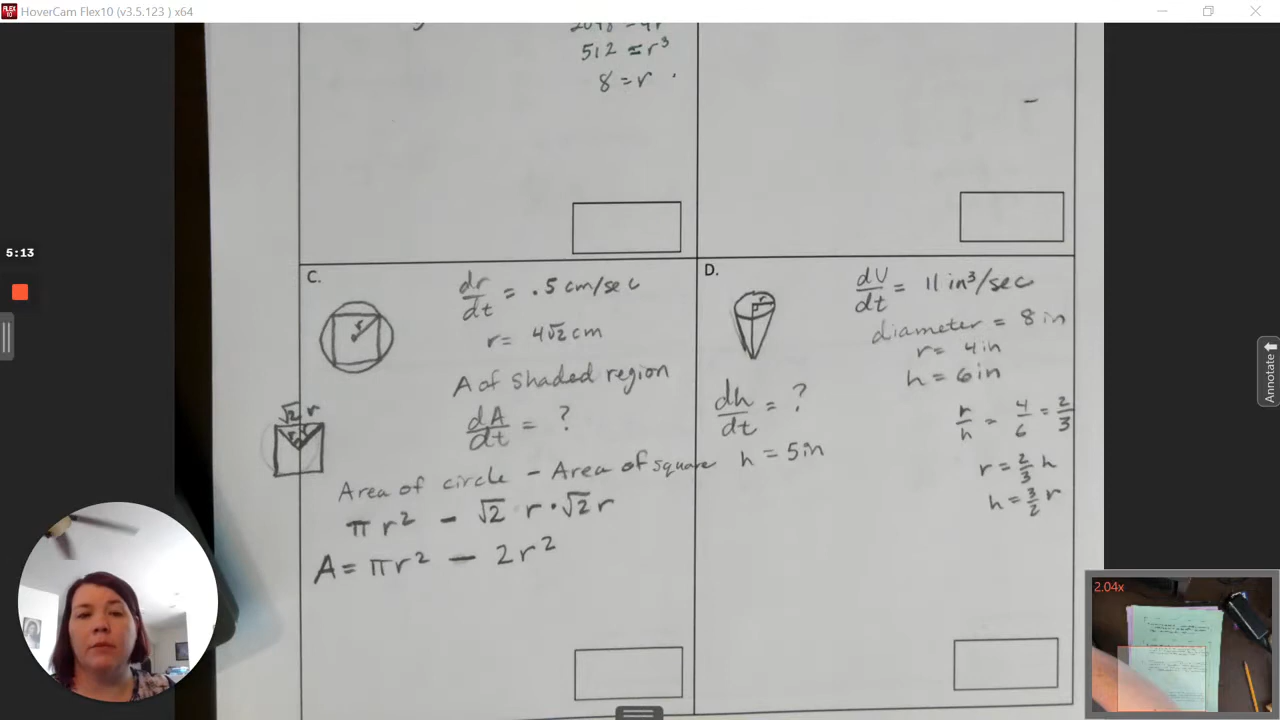 HoverCam Flex10 (v3.5.123 ) x64
512 = r³
8 = r
5:13
C.
dr/dt = .5 cm/sec
r = 4√2 cm
r
A of shaded region
dA/dt = ?
√2 r
Area of circle - Area of square
πr² - √2 r·√2 r
A = πr² - 2r²
D.
dV/dt = 11 in³/sec
diameter = 8 in
r = 4 in
h = 6 in
r
dh/dt = ?
h = 5 in
r/h = 4/6 = 2/3
r = 2/3 h
h = 3/2 r
Annotate
2.04x